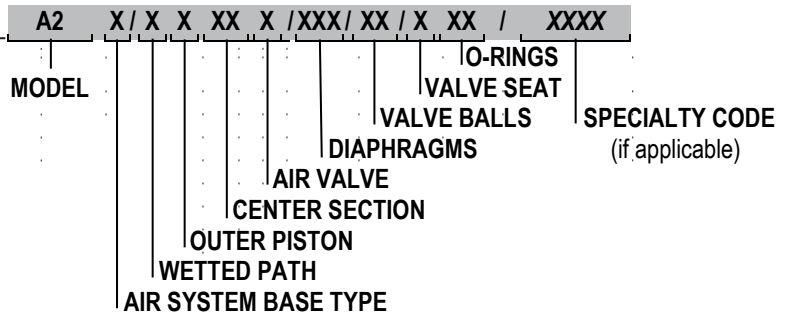 A2 X / X X XX X /XXX/ XX / X XX / XXXX
O-RINGS
MODEL VALVE SEAT
VALVE BALLS SPECIALTY CODE
DIAPHRAGMS (if applicable)
AIR VALVE
CENTER SECTION
OUTER PISTON
WETTED PATH
AIR SYSTEM BASE TYPE